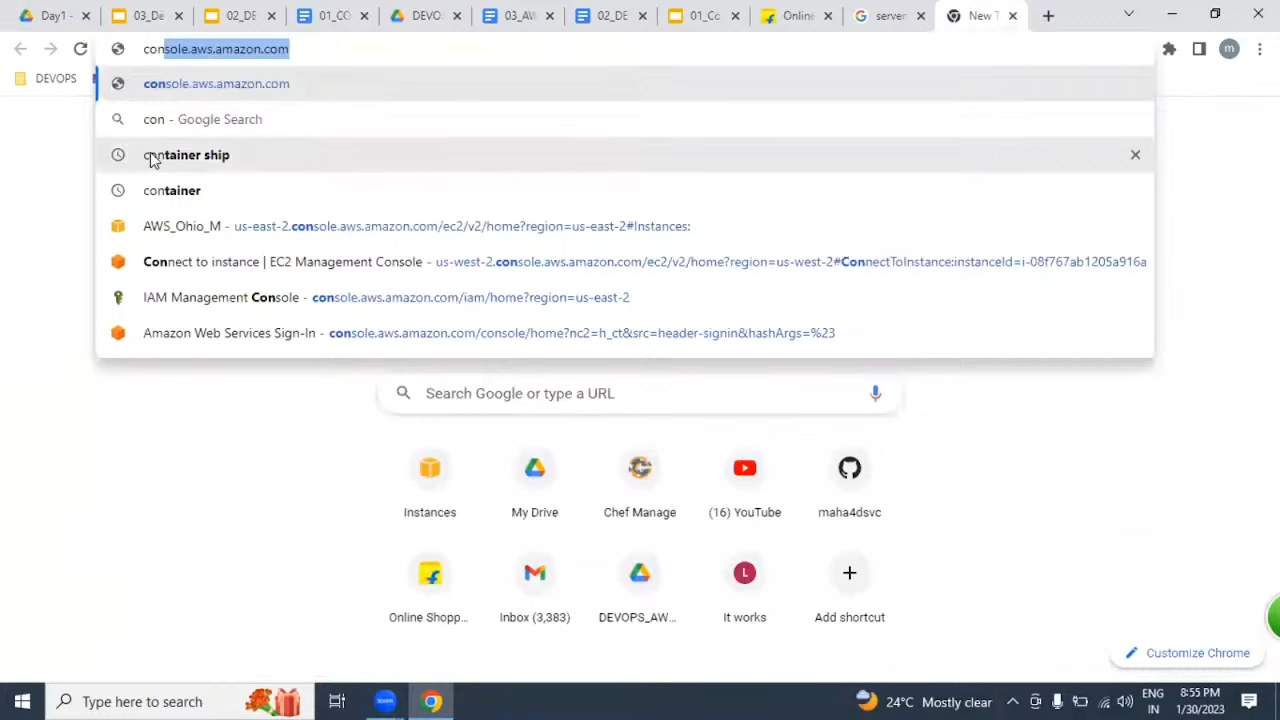 Day1 -
03_De
02_DE
01_CO
DEVO
03_AW
02_DE
01_Co
Onlin
server
New T
console.aws.amazon.com
m
DEVOPS
console.aws.amazon.com
con - Google Search
container ship
container
AWS_Ohio_M - us-east-2.console.aws.amazon.com/ec2/v2/home?region=us-east-2#Instances:
Connect to instance | EC2 Management Console - us-west-2.console.aws.amazon.com/ec2/v2/home?region=us-west-2#ConnectToInstance:instanceId=i-08f767ab1205a916a
IAM Management Console - console.aws.amazon.com/iam/home?region=us-east-2
Amazon Web Services Sign-In - console.aws.amazon.com/console/home?nc2=h_ct&src=header-signin&hashArgs=%23
Search Google or type a URL
Instances
My Drive
Chef Manage
(16) YouTube
maha4dsvc
L
Online Shopp...
Inbox (3,383)
DEVOPS_AW...
It works
Add shortcut
Customize Chrome
Type here to search
zoom
24°C Mostly clear
ENG
IN
8:55 PM
1/30/2023